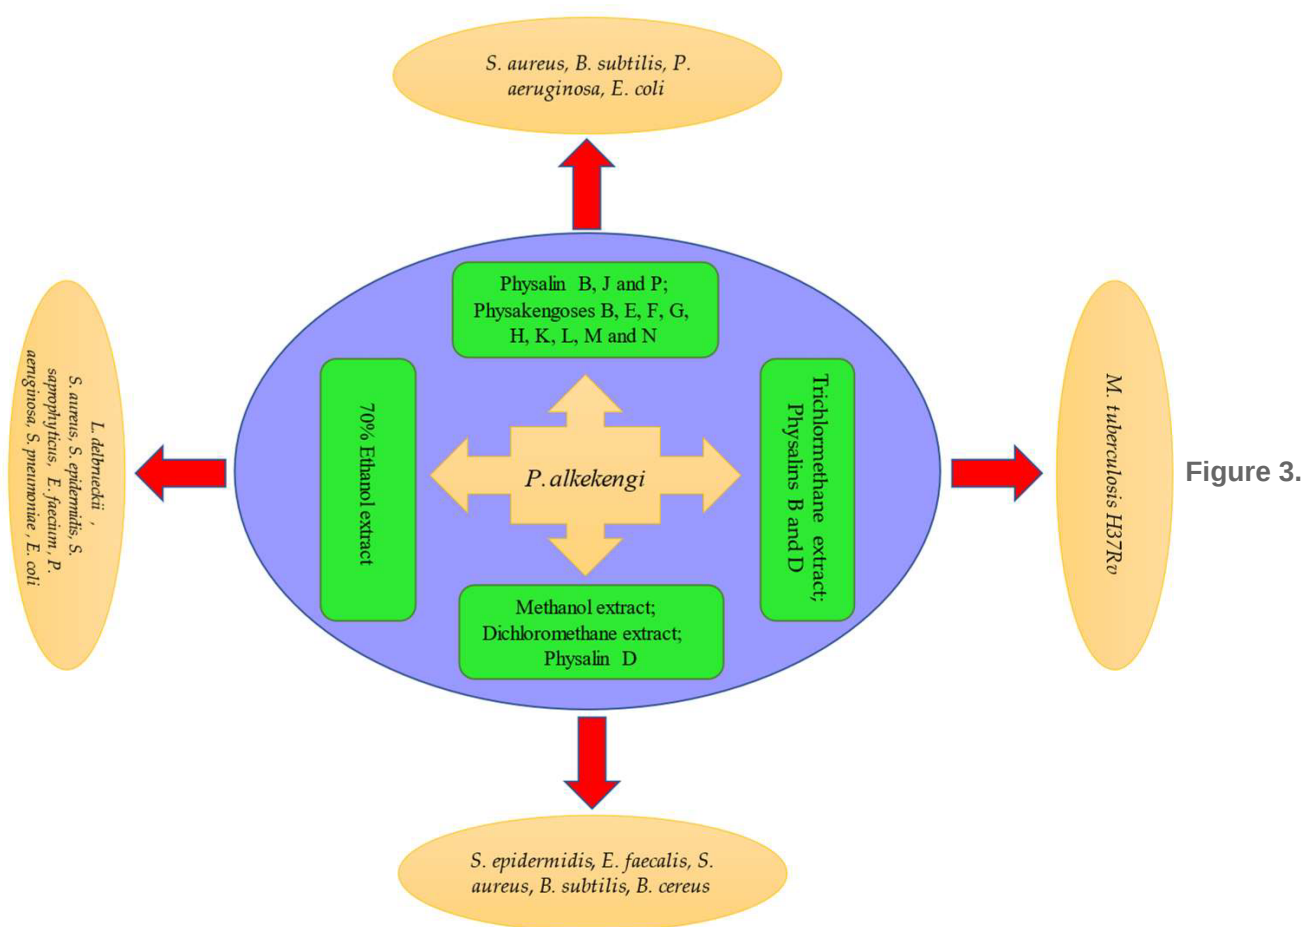 S. aureus, B. subtilis, P.
aeruginosa, E. coli
Physalin B, J and P;
Physakengoses B, E, F, G,
H, K, L, M and N
L. delbrueckii ,
S. aureus, S. epidermidis, S.
saprophyticus, E. faecium, P.
aeruginosa, S. pneumoniae, E. coli
70% Ethanol extract
P. alkekengi
Trichlormethane extract;
Physalins B and D
M. tuberculosis H37Rv
Figure 3.
Methanol extract;
Dichloromethane extract;
Physalin D
S. epidermidis, E. faecalis, S.
aureus, B. subtilis, B. cereus